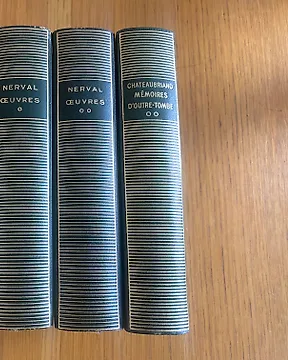 NERVAL
ŒUVRES
NERVAL
ŒUVRES
CHATEAUBRIAND
MÉMOIRES
D'OUTRE-TOMBE